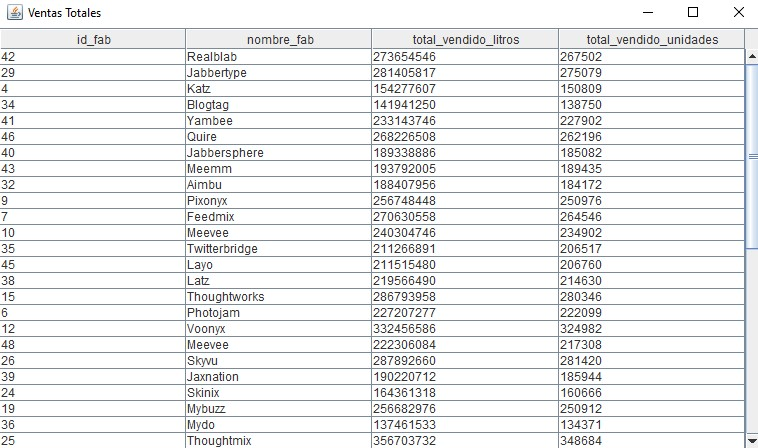 Ventas Totales
id_fab nombre_fab total_vendido_litros total_vendido_unidades
42 Realblab 273654546 267502
29 Jabbertype 281405817 275079
4 Katz 154277607 150809
34 Blogtag 141941250 138750
41 Yambee 233143746 227902
46 Quire 268226508 262196
40 Jabbersphere 189338886 185082
43 Meemm 193792005 189435
32 Aimbu 188407956 184172
9 Pixonyx 256748448 250976
7 Feedmix 270630558 264546
10 Meevee 240304746 234902
35 Twitterbridge 211266891 206517
45 Layo 211515480 206760
38 Latz 219566490 214630
15 Thoughtworks 286793958 280346
6 Photojam 227207277 222099
12 Voonyx 332456586 324982
48 Meevee 222306084 217308
26 Skyvu 287892660 281420
39 Jaxnation 190220712 185944
24 Skinix 164361318 160666
19 Mybuzz 256682976 250912
36 Mydo 137461533 134371
25 Thoughtmix 356703732 348684